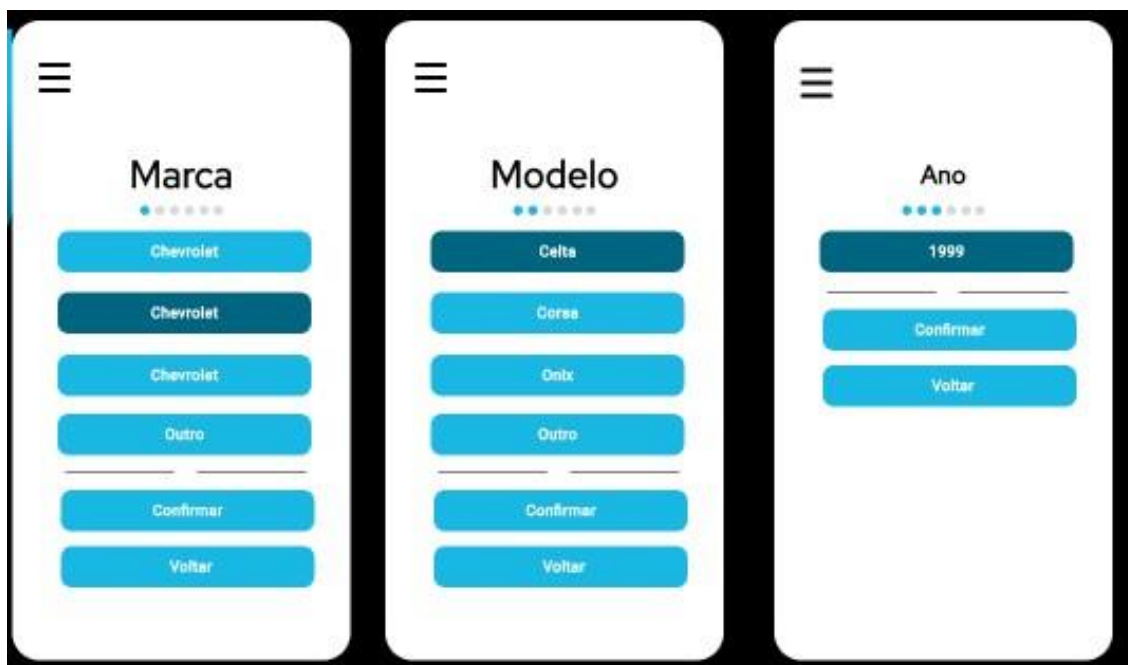 Marca
Chevrolet
Chevrolet
Chevrolet
Outro
Confirmar
Voltar
Modelo
Celta
Corsa
Onix
Outro
Confirmar
Voltar
Ano
1999
Confirmar
Voltar